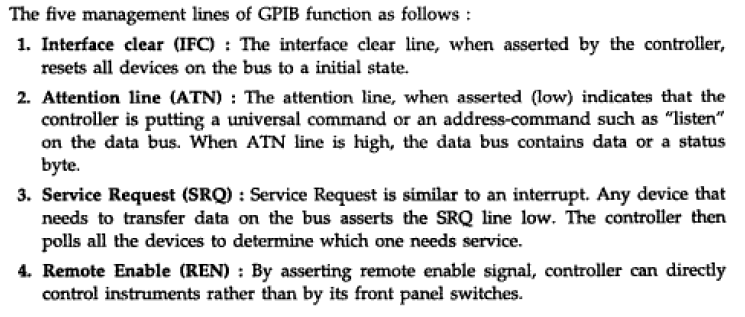 The five management lines of GPIB function as follows :
1. Interface clear (IFC) : The interface clear line, when asserted by the controller,
resets all devices on the bus to a initial state.
2. Attention line (ATN) : The attention line, when asserted (low) indicates that the
controller is putting a universal command or an address-command such as "listen"
on the data bus. When ATN line is high, the data bus contains data or a status
byte.
3. Service Request (SRQ) : Service Request is similar to an interrupt. Any device that
needs to transfer data on the bus asserts the SRQ line low. The controller then
polls all the devices to determine which one needs service.
4. Remote Enable (REN) : By asserting remote enable signal, controller can directly
control instruments rather than by its front panel switches.